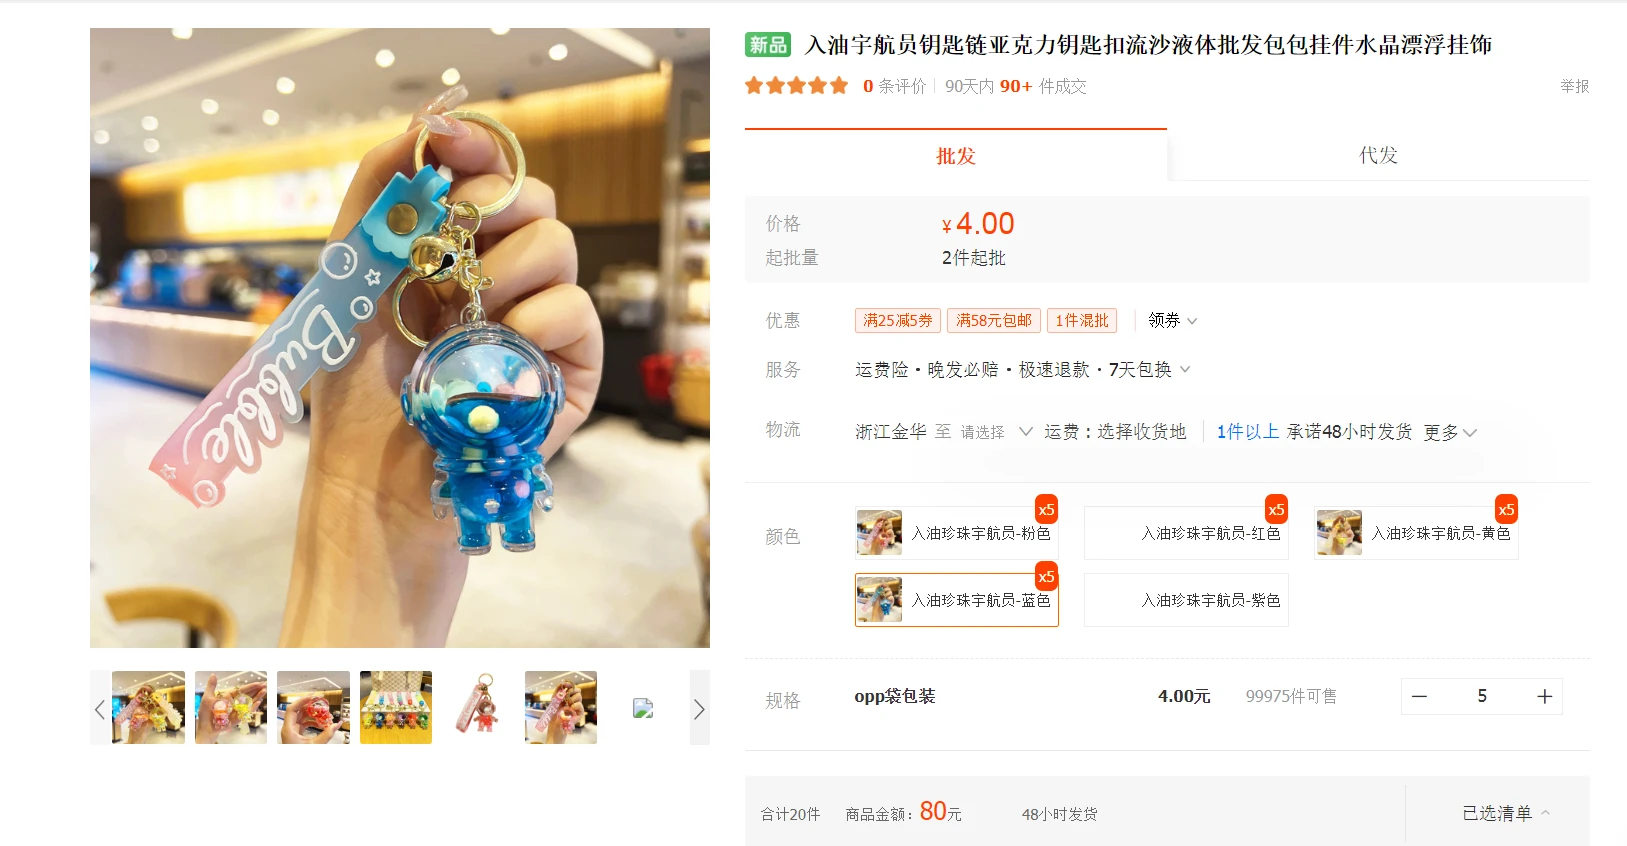 新品 入油宇航员钥匙链亚克力钥匙扣流沙液体批发包包挂件水晶漂浮挂饰
0 条评价 90天内 90+ 件成交 举报
批发 代发
价格 ¥4.00
起批量 2件起批
优惠 满25减5券 满58元包邮 1件混批 领券
服务 运费险·晚发必赔·极速退款·7天包换
物流 浙江金华 至 请选择 运费：选择收货地 1件以上 承诺48小时发货 更多
颜色 入油珍珠宇航员-粉色 x5 入油珍珠宇航员-红色 x5 入油珍珠宇航员-黄色 x5
入油珍珠宇航员-蓝色 x5 入油珍珠宇航员-紫色
规格 opp袋包装 4.00元 99975件可售 — 5 +
合计20件 商品金额：80元 48小时发货 已选清单
Bubble